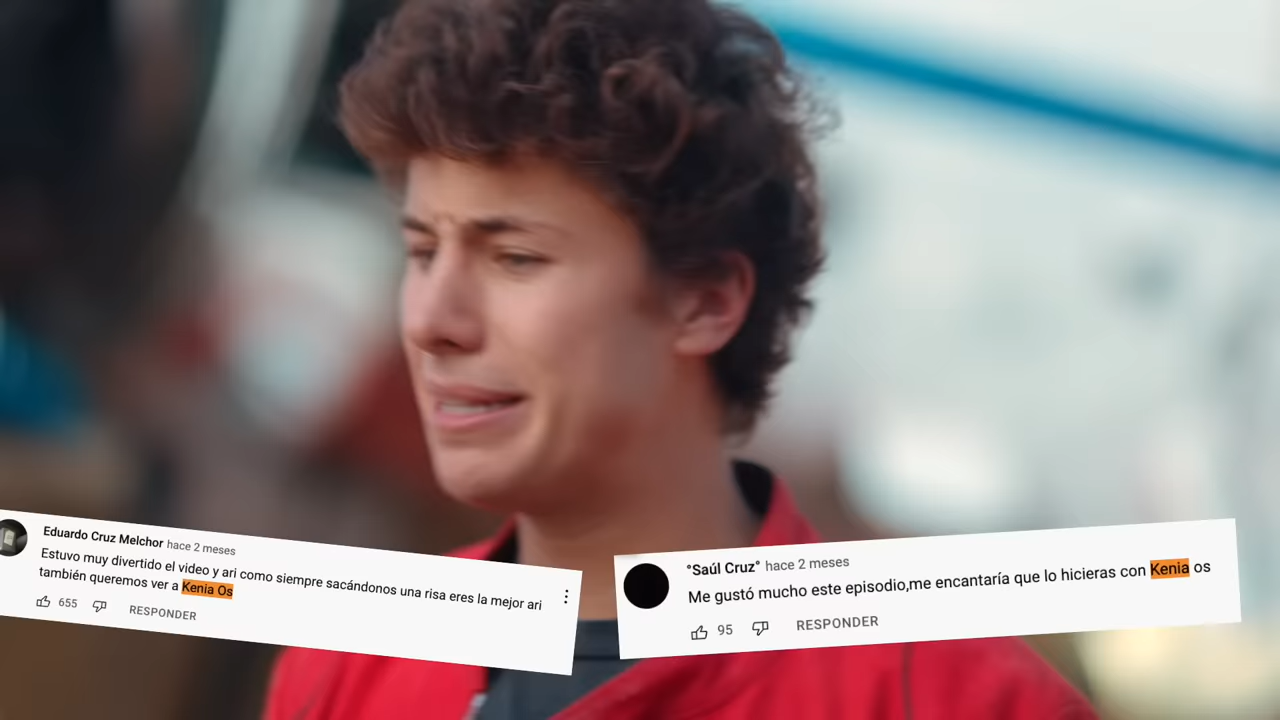 Eduardo Cruz Melchor hace 2 meses
Estuvo muy divertido el video y ari como siempre sacándonos una risa eres la mejor ari
también queremos ver a Kenia Os
655 RESPONDER
°Saúl Cruz° hace 2 meses
Me gustó mucho este episodio,me encantaría que lo hicieras con Kenia os
95 RESPONDER